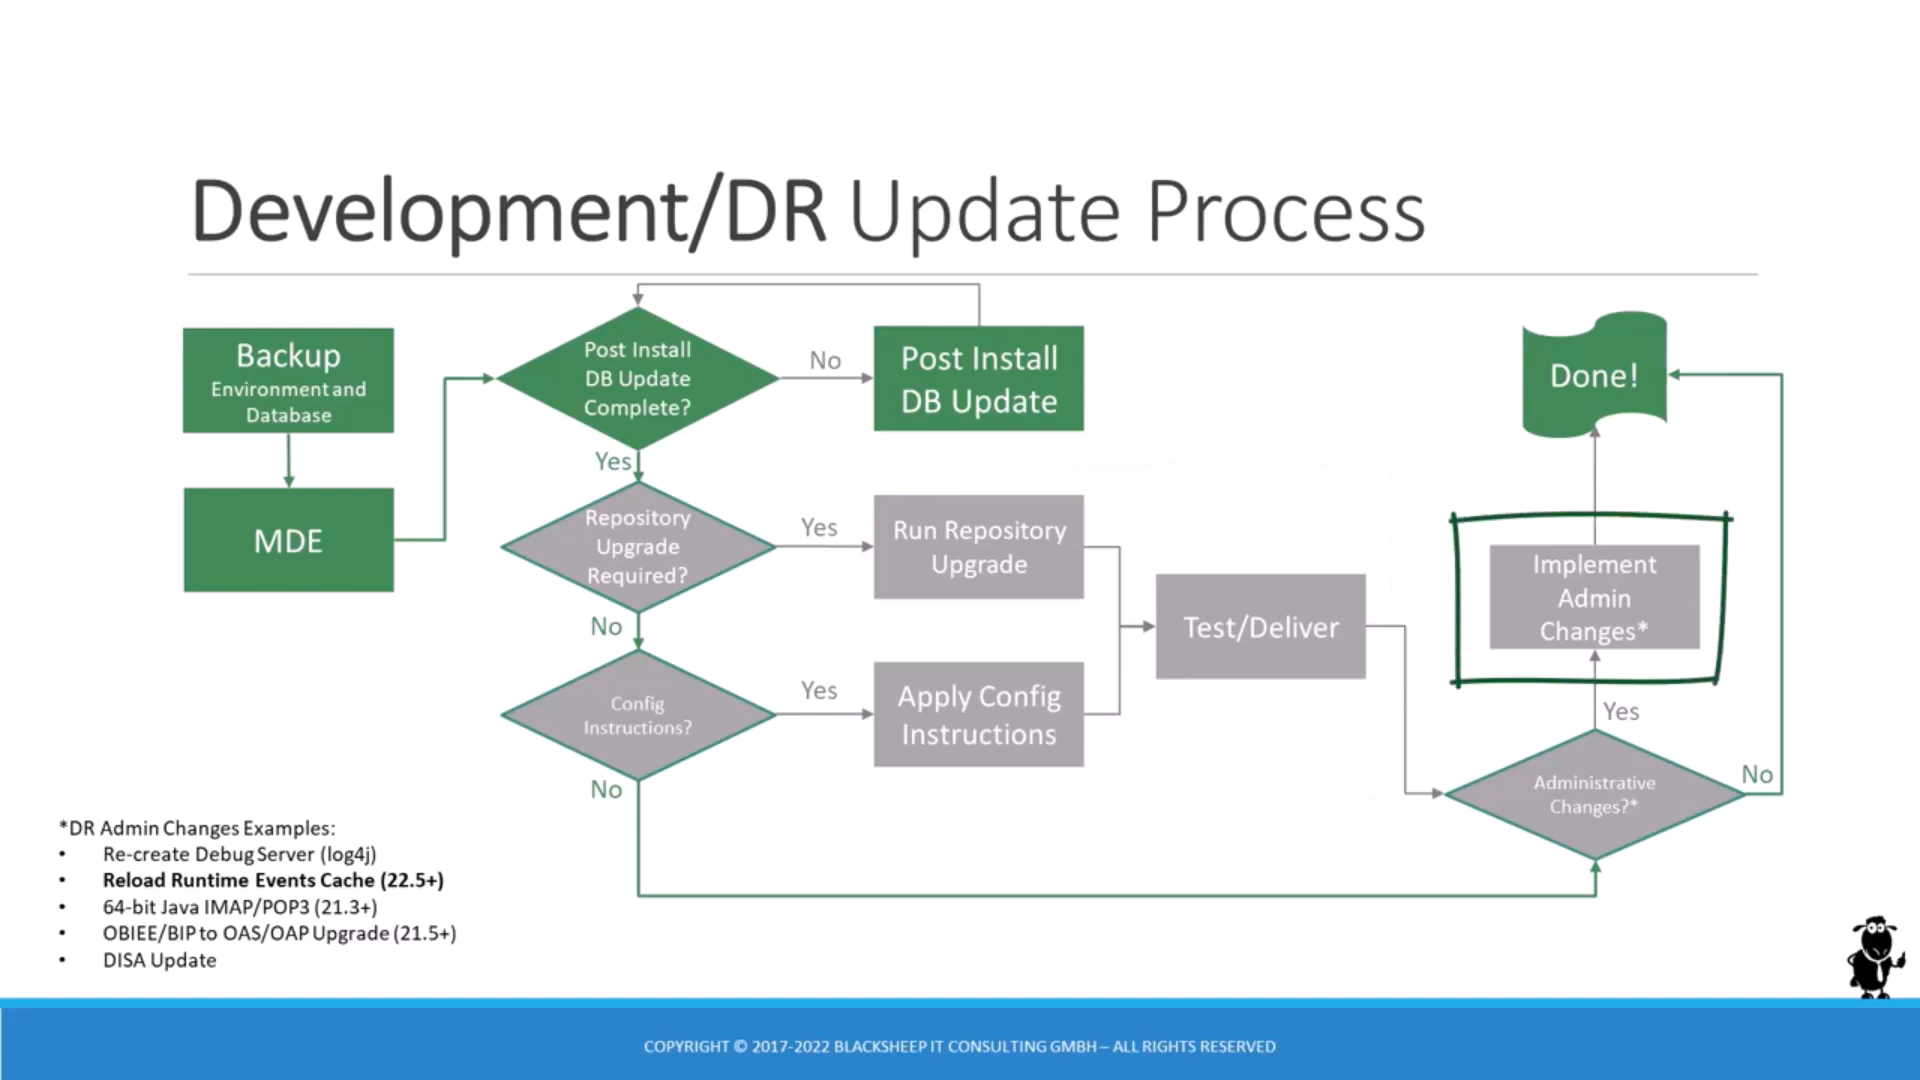 Development/DR Update Process
Backup
Environment and
Database
MDE
Post Install
DB Update
Complete?
No
Post Install
DB Update
Yes
Repository
Upgrade
Required?
Yes
Run Repository
Upgrade
No
Config
Instructions?
Yes
Apply Config
Instructions
No
Test/Deliver
Done!
Implement
Admin
Changes*
Yes
Administrative
Changes?*
No
*DR Admin Changes Examples:
• Re-create Debug Server (log4j)
• Reload Runtime Events Cache (22.5+)
• 64-bit Java IMAP/POP3 (21.3+)
• OBIEE/BIP to OAS/OAP Upgrade (21.5+)
• DISA Update
COPYRIGHT © 2017-2022 BLACKSHEEP IT CONSULTING GMBH – ALL RIGHTS RESERVED